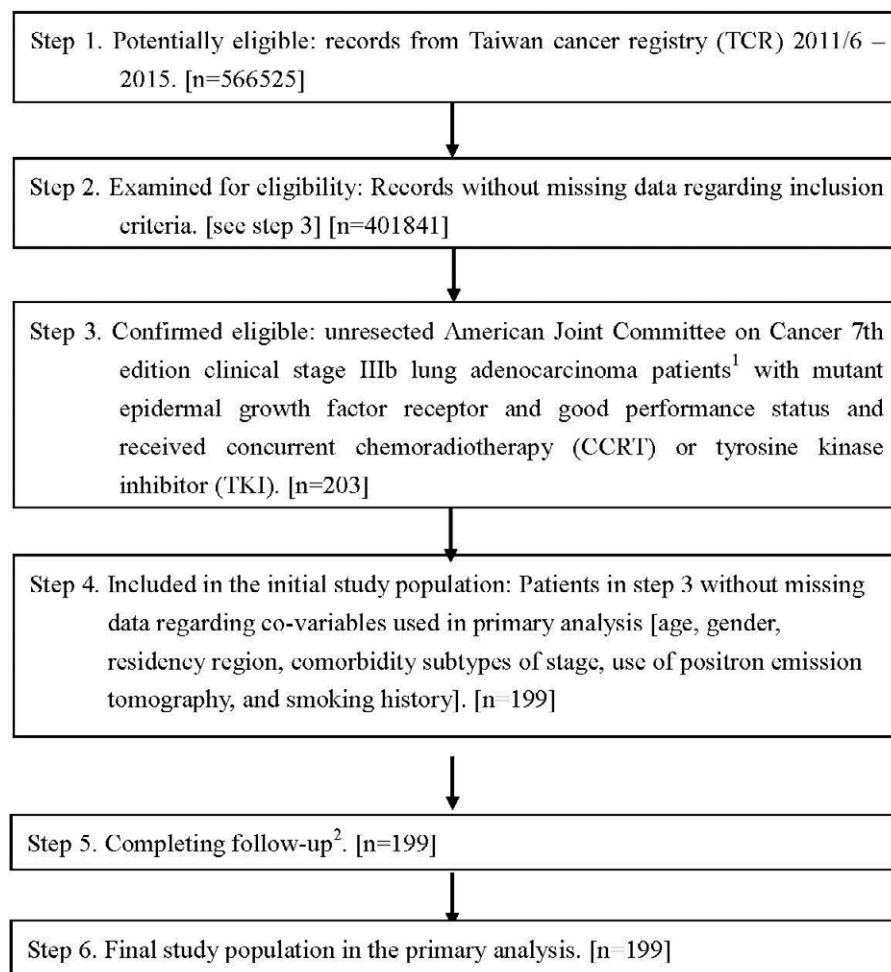 Step 1. Potentially eligible: records from Taiwan cancer registry (TCR) 2011/6 –
2015. [n=566525]
Step 2. Examined for eligibility: Records without missing data regarding inclusion
criteria. [see step 3] [n=401841]
Step 3. Confirmed eligible: unresected American Joint Committee on Cancer 7th
edition clinical stage IIIb lung adenocarcinoma patients¹ with mutant
epidermal growth factor receptor and good performance status and
received concurrent chemoradiotherapy (CCRT) or tyrosine kinase
inhibitor (TKI). [n=203]
Step 4. Included in the initial study population: Patients in step 3 without missing
data regarding co-variables used in primary analysis [age, gender,
residency region, comorbidity subtypes of stage, use of positron emission
tomography, and smoking history]. [n=199]
Step 5. Completing follow-up². [n=199]
Step 6. Final study population in the primary analysis. [n=199]